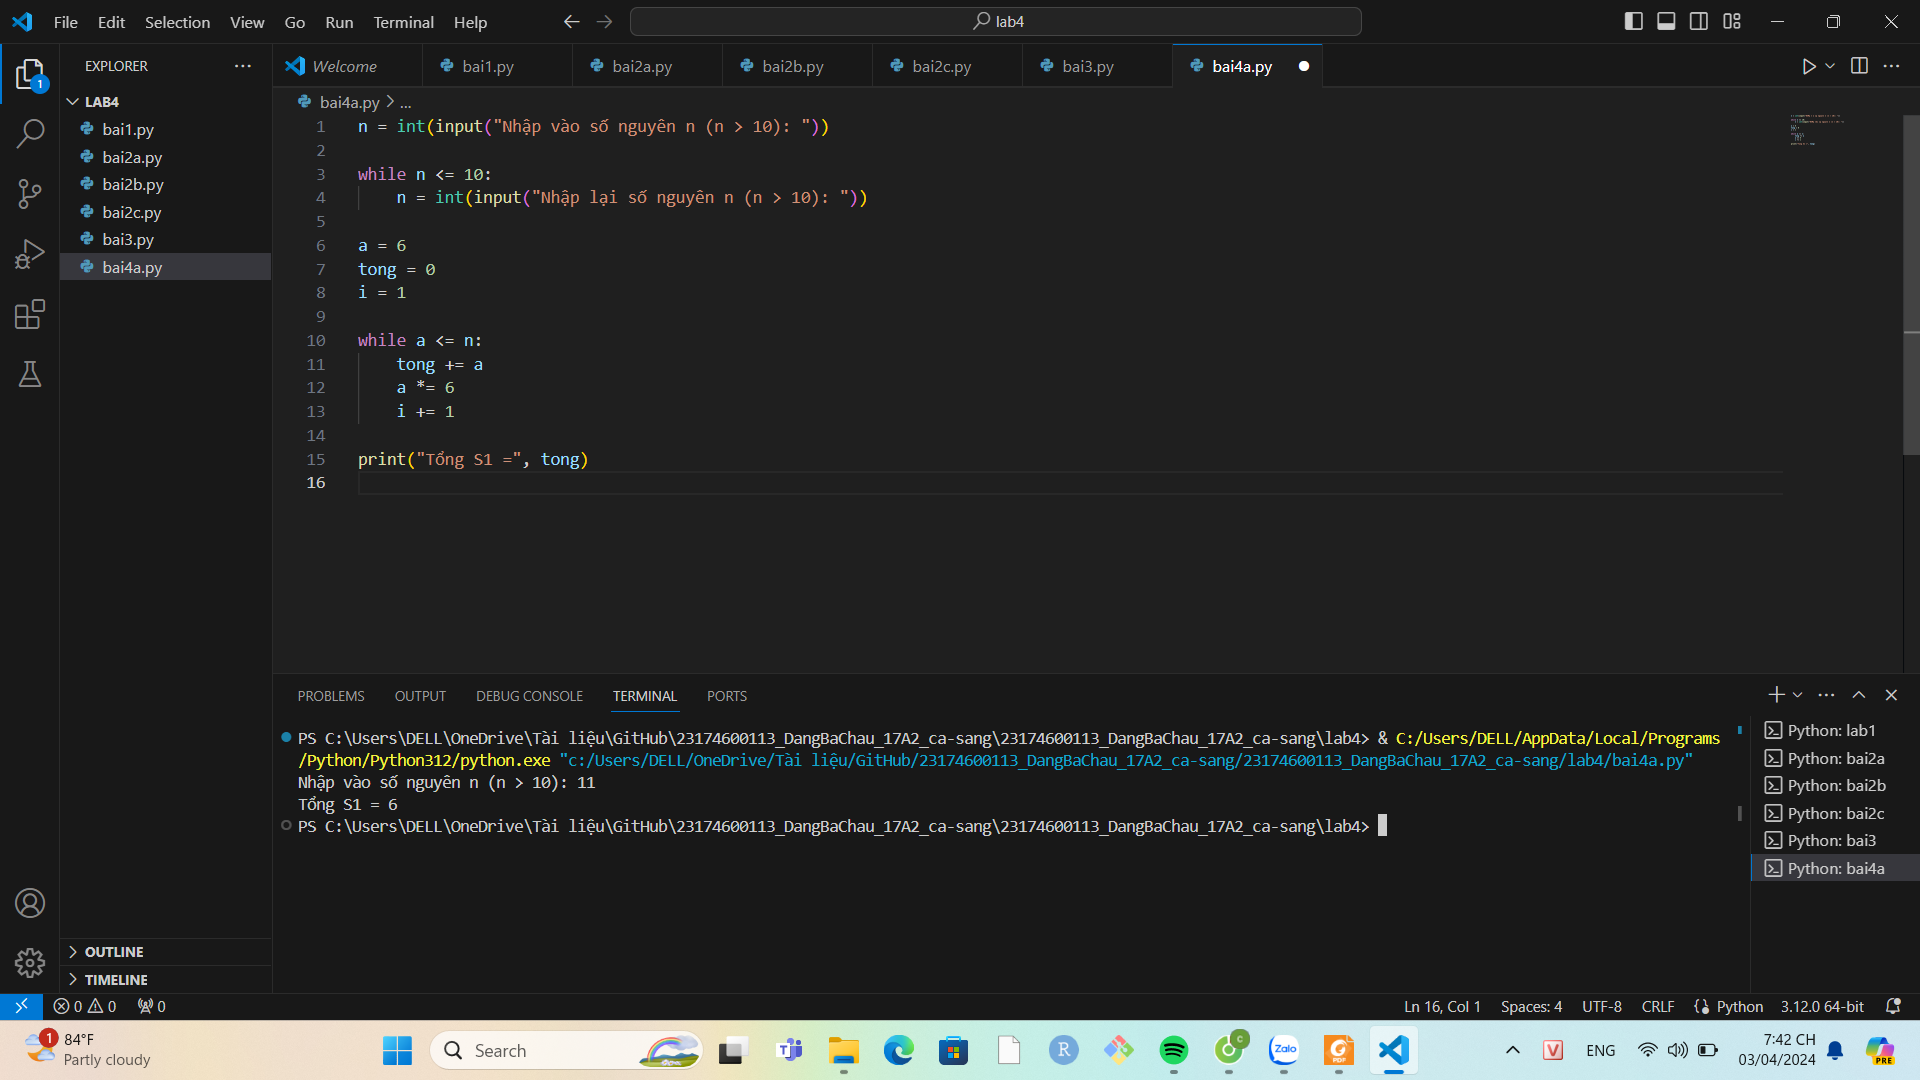 File Edit Selection View Go Run Terminal Help
lab4
EXPLORER
Welcome bai1.py bai2a.py bai2b.py bai2c.py bai3.py bai4a.py
1
LAB4
bai1.py
bai2a.py
bai2b.py
bai2c.py
bai3.py
bai4a.py
bai4a.py > ...
1 n = int(input("Nhập vào số nguyên n (n > 10): "))
2
3 while n <= 10:
4 n = int(input("Nhập lại số nguyên n (n > 10): "))
5
6 a = 6
7 tong = 0
8 i = 1
9
10 while a <= n:
11 tong += a
12 a *= 6
13 i += 1
14
15 print("Tổng S1 =", tong)
16
PROBLEMS OUTPUT DEBUG CONSOLE TERMINAL PORTS
PS C:\Users\DELL\OneDrive\Tài liệu\GitHub\23174600113_DangBaChau_17A2_ca-sang\23174600113_DangBaChau_17A2_ca-sang\lab4> & C:/Users/DELL/AppData/Local/Programs
/Python/Python312/python.exe "c:/Users/DELL/OneDrive/Tài liệu/GitHub/23174600113_DangBaChau_17A2_ca-sang/23174600113_DangBaChau_17A2_ca-sang/lab4/bai4a.py"
Nhập vào số nguyên n (n > 10): 11
Tổng S1 = 6
PS C:\Users\DELL\OneDrive\Tài liệu\GitHub\23174600113_DangBaChau_17A2_ca-sang\23174600113_DangBaChau_17A2_ca-sang\lab4>
Python: lab1
Python: bai2a
Python: bai2b
Python: bai2c
Python: bai3
Python: bai4a
OUTLINE
TIMELINE
0 0 0
Ln 16, Col 1 Spaces: 4 UTF-8 CRLF Python 3.12.0 64-bit
1
84°F
Partly cloudy
Search
T
R
C
Zalo
PDF
V
ENG
7:42 CH
03/04/2024
PRE